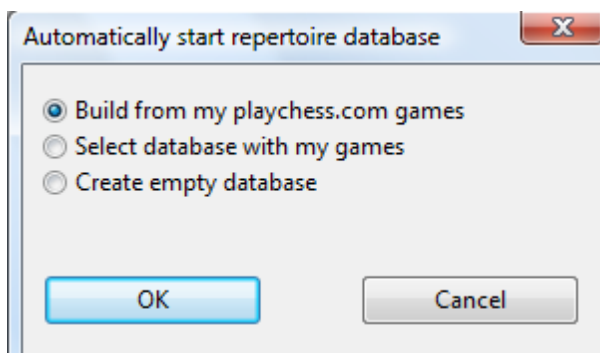 Automatically start repertoire database
Build from my playchess.com games
Select database with my games
Create empty database
OK
Cancel